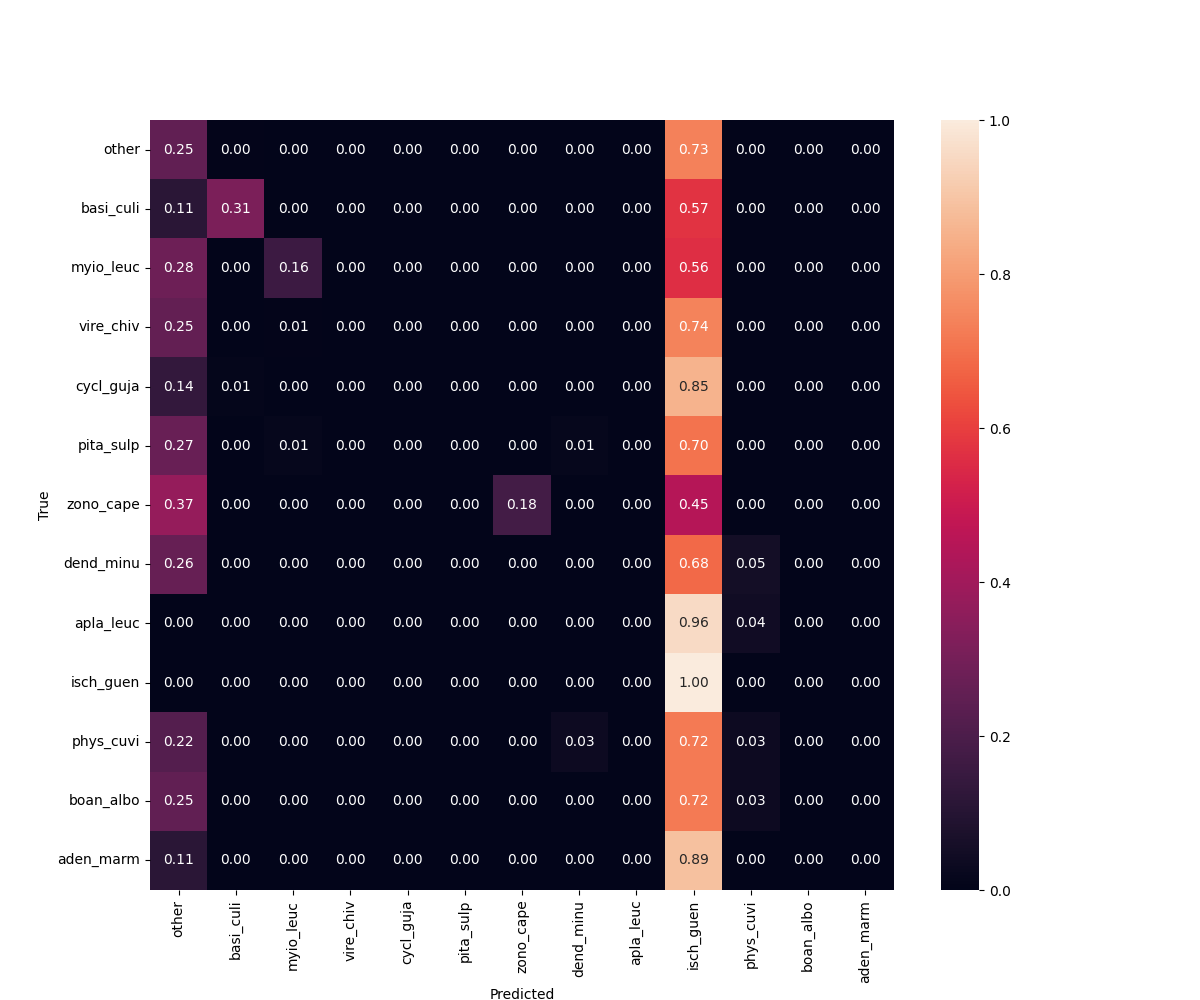 other 0.25 0.00 0.00 0.00 0.00 0.00 0.00 0.00 0.00 0.73 0.00 0.00 0.00
basi_culi 0.11 0.31 0.00 0.00 0.00 0.00 0.00 0.00 0.00 0.57 0.00 0.00 0.00
myio_leuc 0.28 0.00 0.16 0.00 0.00 0.00 0.00 0.00 0.00 0.56 0.00 0.00 0.00
vire_chiv 0.25 0.00 0.01 0.00 0.00 0.00 0.00 0.00 0.00 0.74 0.00 0.00 0.00
cycl_guja 0.14 0.01 0.00 0.00 0.00 0.00 0.00 0.00 0.00 0.85 0.00 0.00 0.00
pita_sulp 0.27 0.00 0.01 0.00 0.00 0.00 0.00 0.01 0.00 0.70 0.00 0.00 0.00
zono_cape 0.37 0.00 0.00 0.00 0.00 0.00 0.18 0.00 0.00 0.45 0.00 0.00 0.00
dend_minu 0.26 0.00 0.00 0.00 0.00 0.00 0.00 0.00 0.00 0.68 0.05 0.00 0.00
apla_leuc 0.00 0.00 0.00 0.00 0.00 0.00 0.00 0.00 0.00 0.96 0.04 0.00 0.00
isch_guen 0.00 0.00 0.00 0.00 0.00 0.00 0.00 0.00 0.00 1.00 0.00 0.00 0.00
phys_cuvi 0.22 0.00 0.00 0.00 0.00 0.00 0.00 0.03 0.00 0.72 0.03 0.00 0.00
boan_albo 0.25 0.00 0.00 0.00 0.00 0.00 0.00 0.00 0.00 0.72 0.03 0.00 0.00
aden_marm 0.11 0.00 0.00 0.00 0.00 0.00 0.00 0.00 0.00 0.89 0.00 0.00 0.00
True
other basi_culi myio_leuc vire_chiv cycl_guja pita_sulp zono_cape dend_minu apla_leuc isch_guen phys_cuvi boan_albo aden_marm
Predicted
1.0
0.8
0.6
0.4
0.2
0.0